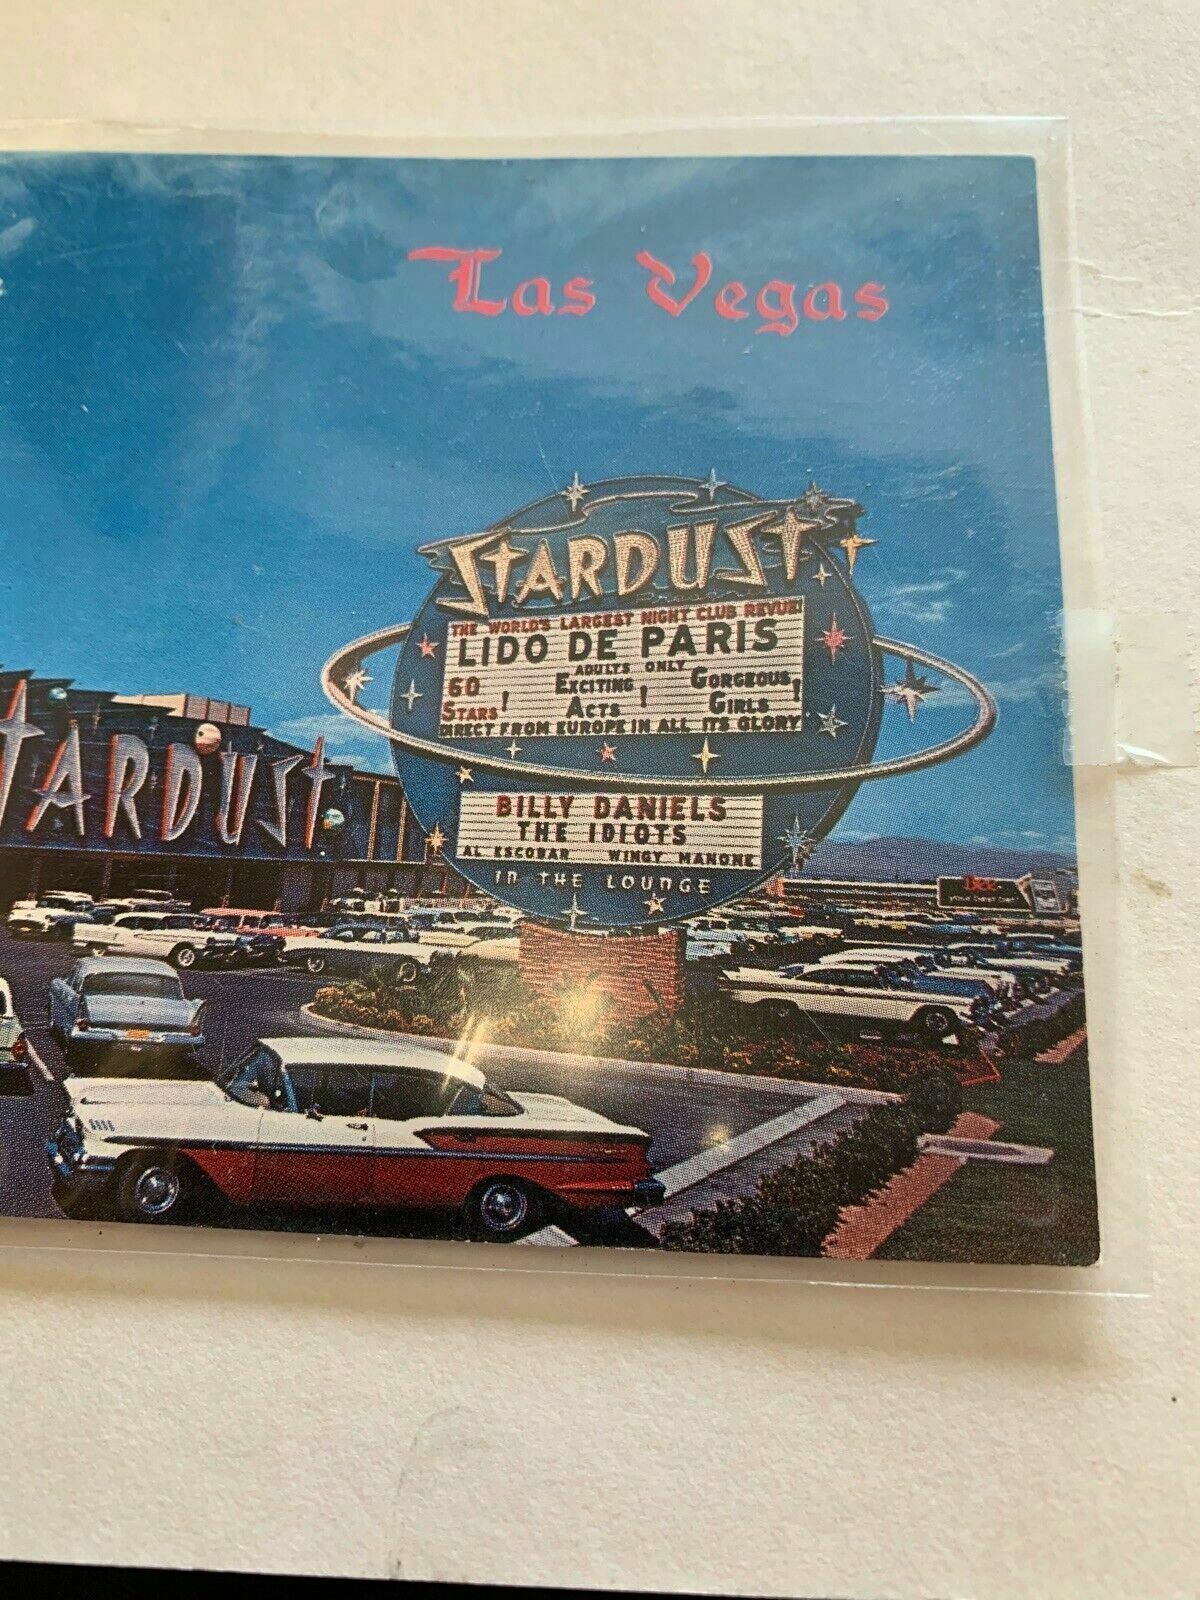 Las Vegas
STARDUST
THE WORLD'S LARGEST NIGHT CLUB REVUE!
LIDO DE PARIS
ADULTS ONLY
60 STARS!
EXCITING ACTS!
GORGEOUS GIRLS!
DIRECT FROM EUROPE IN ALL ITS GLORY
STARDUST
BILLY DANIELS
THE IDIOTS
AL ESCOBAR WINGY MANONE
IN THE LOUNGE
Dee